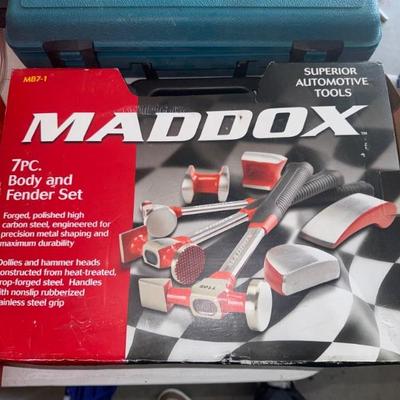 MB7-1
SUPERIOR
AUTOMOTIVE
TOOLS
MADDOX
7PC.
Body and
Fender Set
Forged, polished high
carbon steel, engineered for
precision metal shaping and
maximum durability
Dollies and hammer heads
constructed from heat-treated,
drop-forged steel. Handles
with nonslip rubberized
stainless steel grip